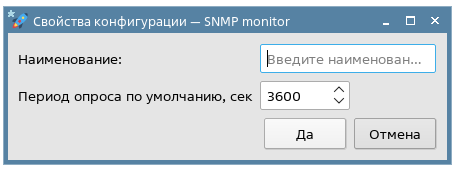 Свойства конфигурации — SNMP monitor
Наименование: Введите наименован...
Период опроса по умолчанию, сек 3600
Да Отмена